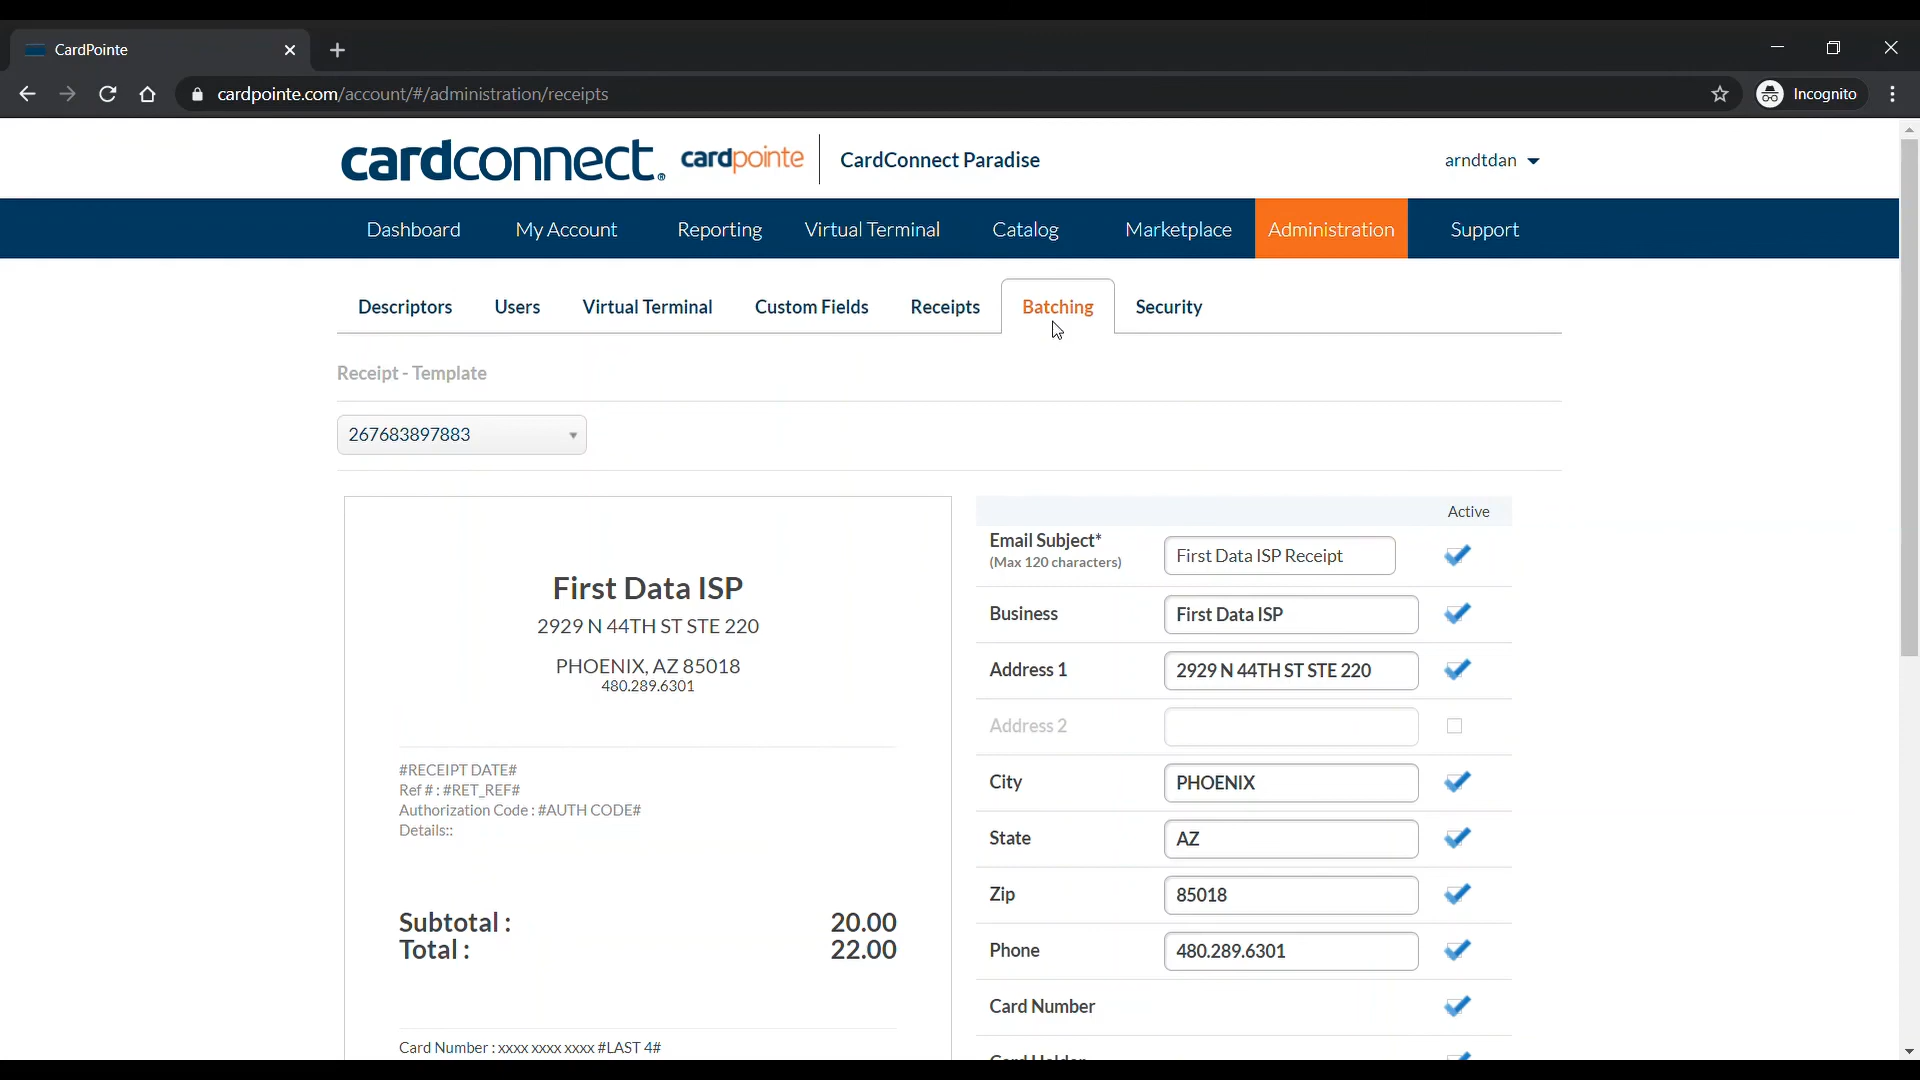 CardPointe
cardpointe.com/account/#/administration/receipts
Incognito
cardconnect® cardpointe CardConnect Paradise
arndtdan
Dashboard My Account Reporting Virtual Terminal Catalog Marketplace Administration Support
Descriptors Users Virtual Terminal Custom Fields Receipts Batching Security
Receipt - Template
267683897883
First Data ISP
2929 N 44TH ST STE 220
PHOENIX, AZ 85018
480.289.6301
#RECEIPT DATE#
Ref # : #RET_REF#
Authorization Code : #AUTH CODE#
Details::
Subtotal : 20.00
Total : 22.00
Card Number : xxxx xxxx xxxx #LAST 4#
Active
Email Subject* First Data ISP Receipt
(Max 120 characters)
Business First Data ISP
Address 1 2929 N 44TH ST STE 220
Address 2
City PHOENIX
State AZ
Zip 85018
Phone 480.289.6301
Card Number
Card Holder